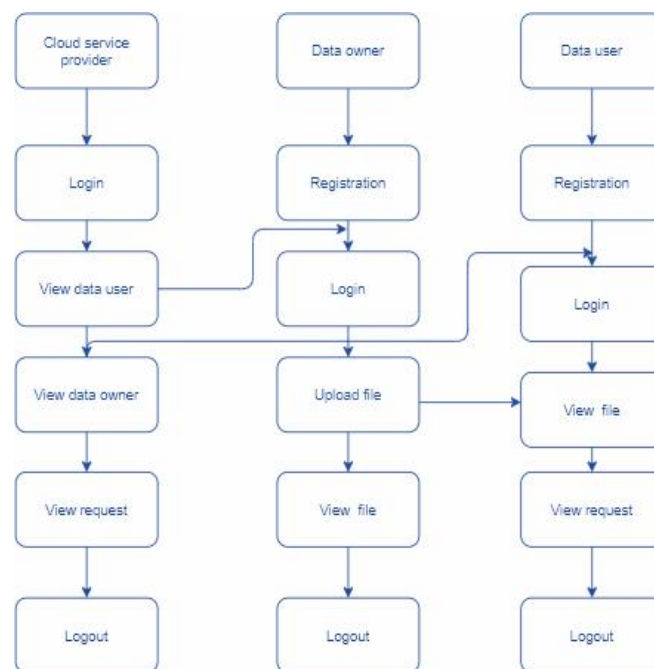 Cloud service
provider
Data owner
Data user
Login
Registration
Registration
View data user
Login
Login
View data owner
Upload file
View file
View request
View file
View request
Logout
Logout
Logout